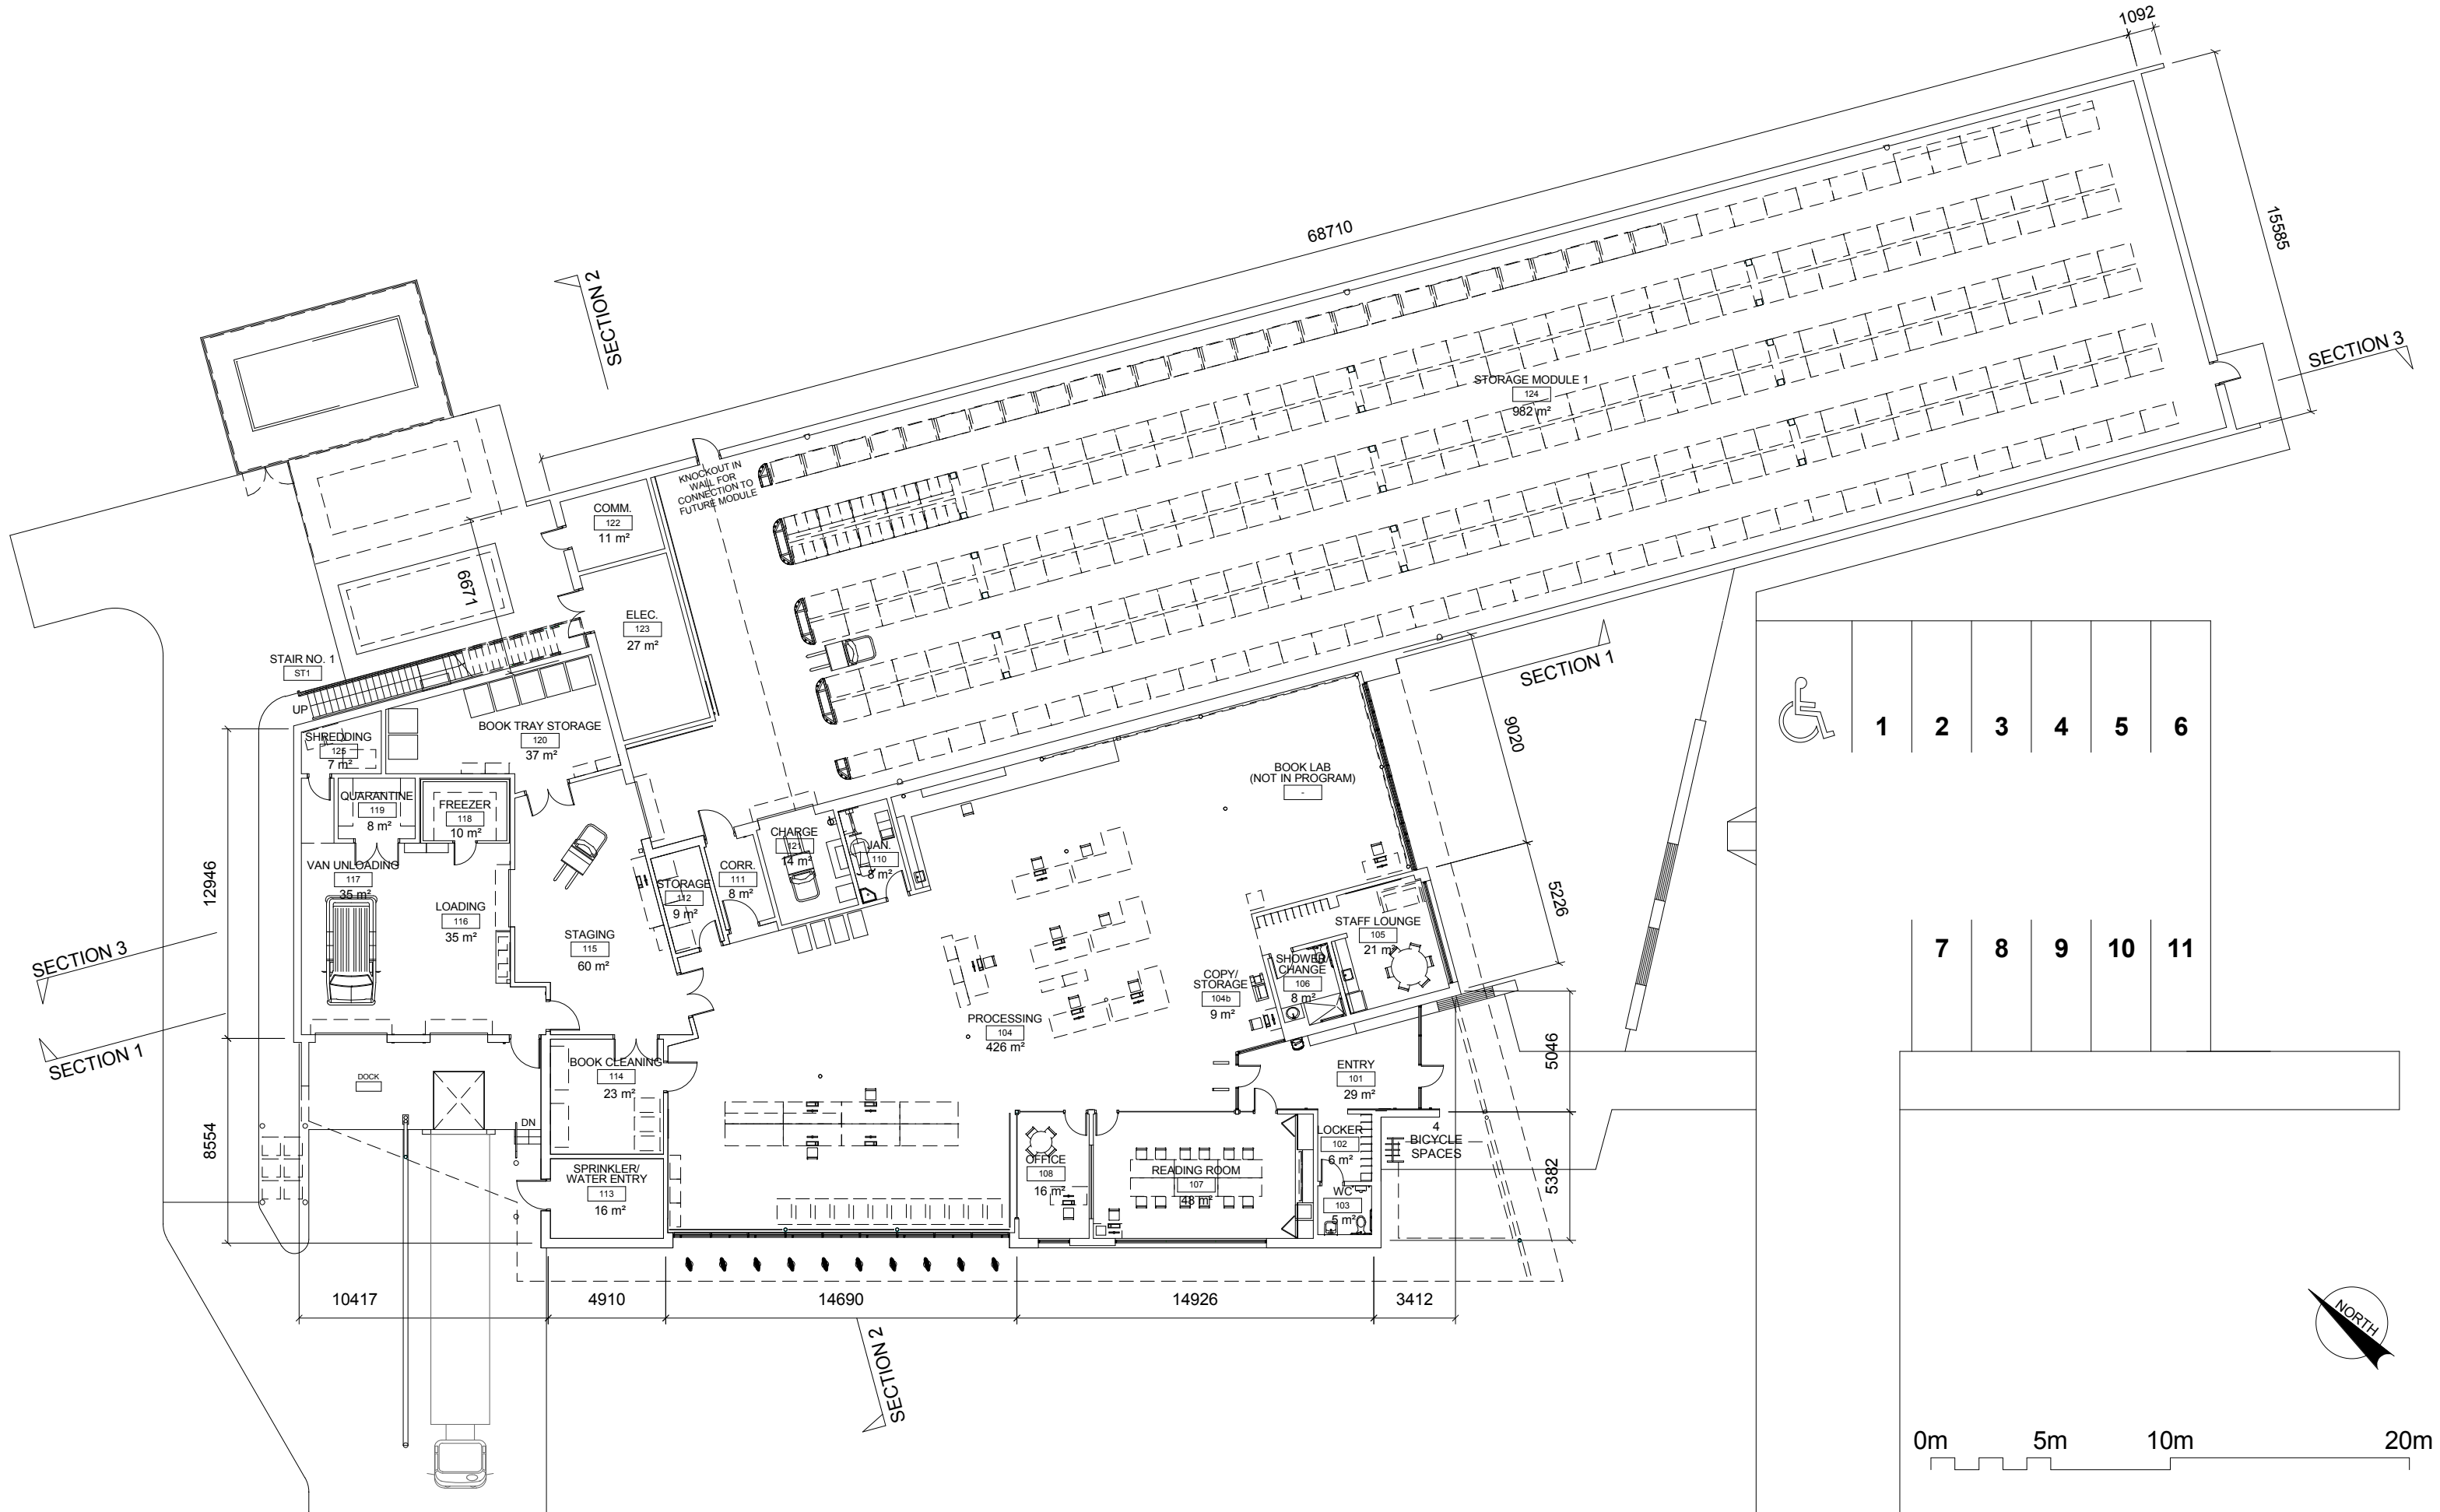 1092
68710
15585
SECTION 2
SECTION 3
STORAGE MODULE 1
124
982 m²
KNOCKOUT IN
WALL FOR
CONNECTION TO
FUTURE MODULE
COMM.
122
11 m²
6671
ELEC.
123
27 m²
STAIR NO. 1
ST1
UP
SECTION 1
BOOK TRAY STORAGE
120
37 m²
SHREDDING
125
7 m²
9020
1
2
3
4
5
6
BOOK LAB
(NOT IN PROGRAM)
-
QUARANTINE
119
8 m²
FREEZER
118
10 m²
CHARGE
121
14 m²
JAN.
110
8 m²
VAN UNLOADING
117
35 m²
CORR.
111
8 m²
STORAGE
112
9 m²
12946
LOADING
116
35 m²
STAGING
115
60 m²
5226
STAFF LOUNGE
105
21 m²
SHOWER/
CHANGE
106
8 m²
COPY/
STORAGE
104b
9 m²
7
8
9
10
11
SECTION 3
SECTION 1
PROCESSING
104
426 m²
5046
DOCK
BOOK CLEANING
114
23 m²
ENTRY
101
29 m²
8554
DN
LOCKER
102
6 m²
4
BICYCLE
SPACES
SPRINKLER/
WATER ENTRY
113
16 m²
OFFICE
108
16 m²
READING ROOM
107
48 m²
WC
103
5 m²
5382
10417
4910
14690
14926
3412
SECTION 2
NORTH
0m
5m
10m
20m